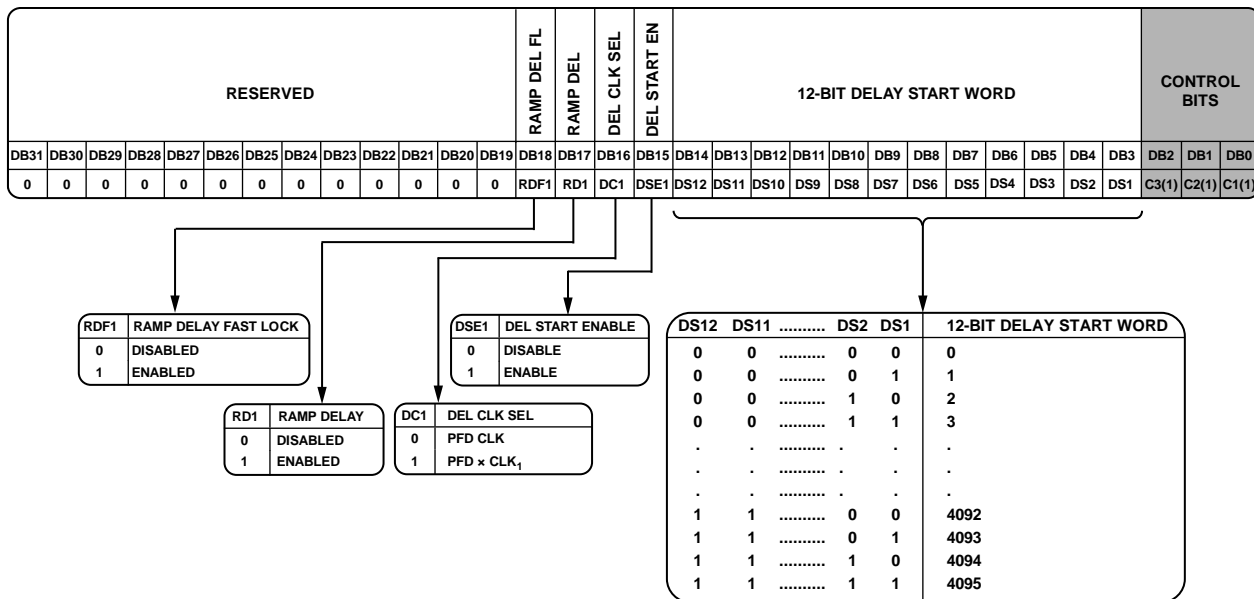 RESERVED
RAMP DEL FL
RAMP DEL
DEL CLK SEL
DEL START EN
12-BIT DELAY START WORD
CONTROL
BITS
DB31 DB30 DB29 DB28 DB27 DB26 DB25 DB24 DB23 DB22 DB21 DB20 DB19 DB18 DB17 DB16 DB15 DB14 DB13 DB12 DB11 DB10 DB9 DB8 DB7 DB6 DB5 DB4 DB3 DB2 DB1 DB0
0 0 0 0 0 0 0 0 0 0 0 0 0 RDF1 RD1 DC1 DSE1 DS12 DS11 DS10 DS9 DS8 DS7 DS6 DS5 DS4 DS3 DS2 DS1 C3(1) C2(1) C1(1)
RDF1 RAMP DELAY FAST LOCK
0 DISABLED
1 ENABLED
DSE1 DEL START ENABLE
0 DISABLE
1 ENABLE
RD1 RAMP DELAY
0 DISABLED
1 ENABLED
DC1 DEL CLK SEL
0 PFD CLK
1 PFD × CLK₁
DS12 DS11 .......... DS2 DS1 12-BIT DELAY START WORD
0 0 .......... 0 0 0
0 0 .......... 0 1 1
0 0 .......... 1 0 2
0 0 .......... 1 1 3
. . .......... . . .
. . .......... . . .
. . .......... . . .
1 1 .......... 0 0 4092
1 1 .......... 0 1 4093
1 1 .......... 1 0 4094
1 1 .......... 1 1 4095